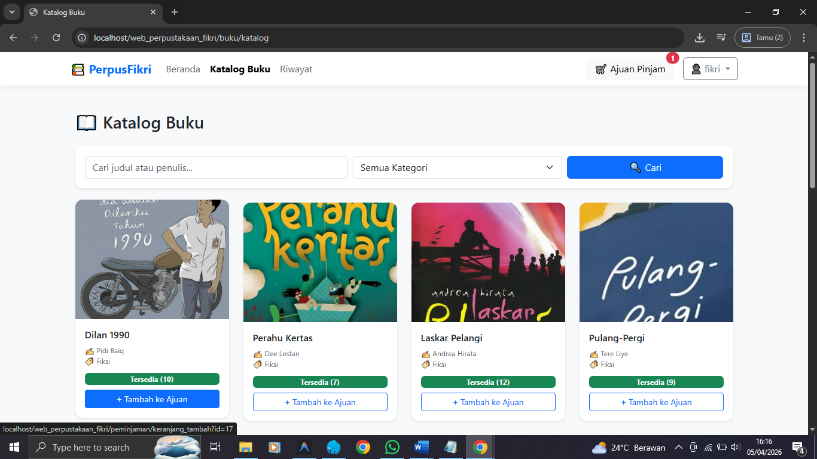 Katalog Buku
localhost/web_perpustakaan_fikri/buku/katalog
Tamu (2)
PerpusFikri
Beranda
Katalog Buku
Riwayat
Ajuan Pinjam
1
fikri
Katalog Buku
Cari judul atau penulis...
Semua Kategori
Cari
dia adalah
Dilanku
Tahun
1990
Perahu
kertas
andrea hirata
laskar
Pulang-
Pergi
Dilan 1990
Pidi Baiq
Fiksi
Tersedia (10)
+ Tambah ke Ajuan
Perahu Kertas
Dee Lestari
Fiksi
Tersedia (7)
+ Tambah ke Ajuan
Laskar Pelangi
Andrea Hirata
Fiksi
Tersedia (12)
+ Tambah ke Ajuan
Pulang-Pergi
Tere Liye
Fiksi
Tersedia (9)
+ Tambah ke Ajuan
localhost/web_perpustakaan_fikri/peminjaman/keranjang_tambah?id=17
Type here to search
24°C Berawan
16:16
05/04/2026
4